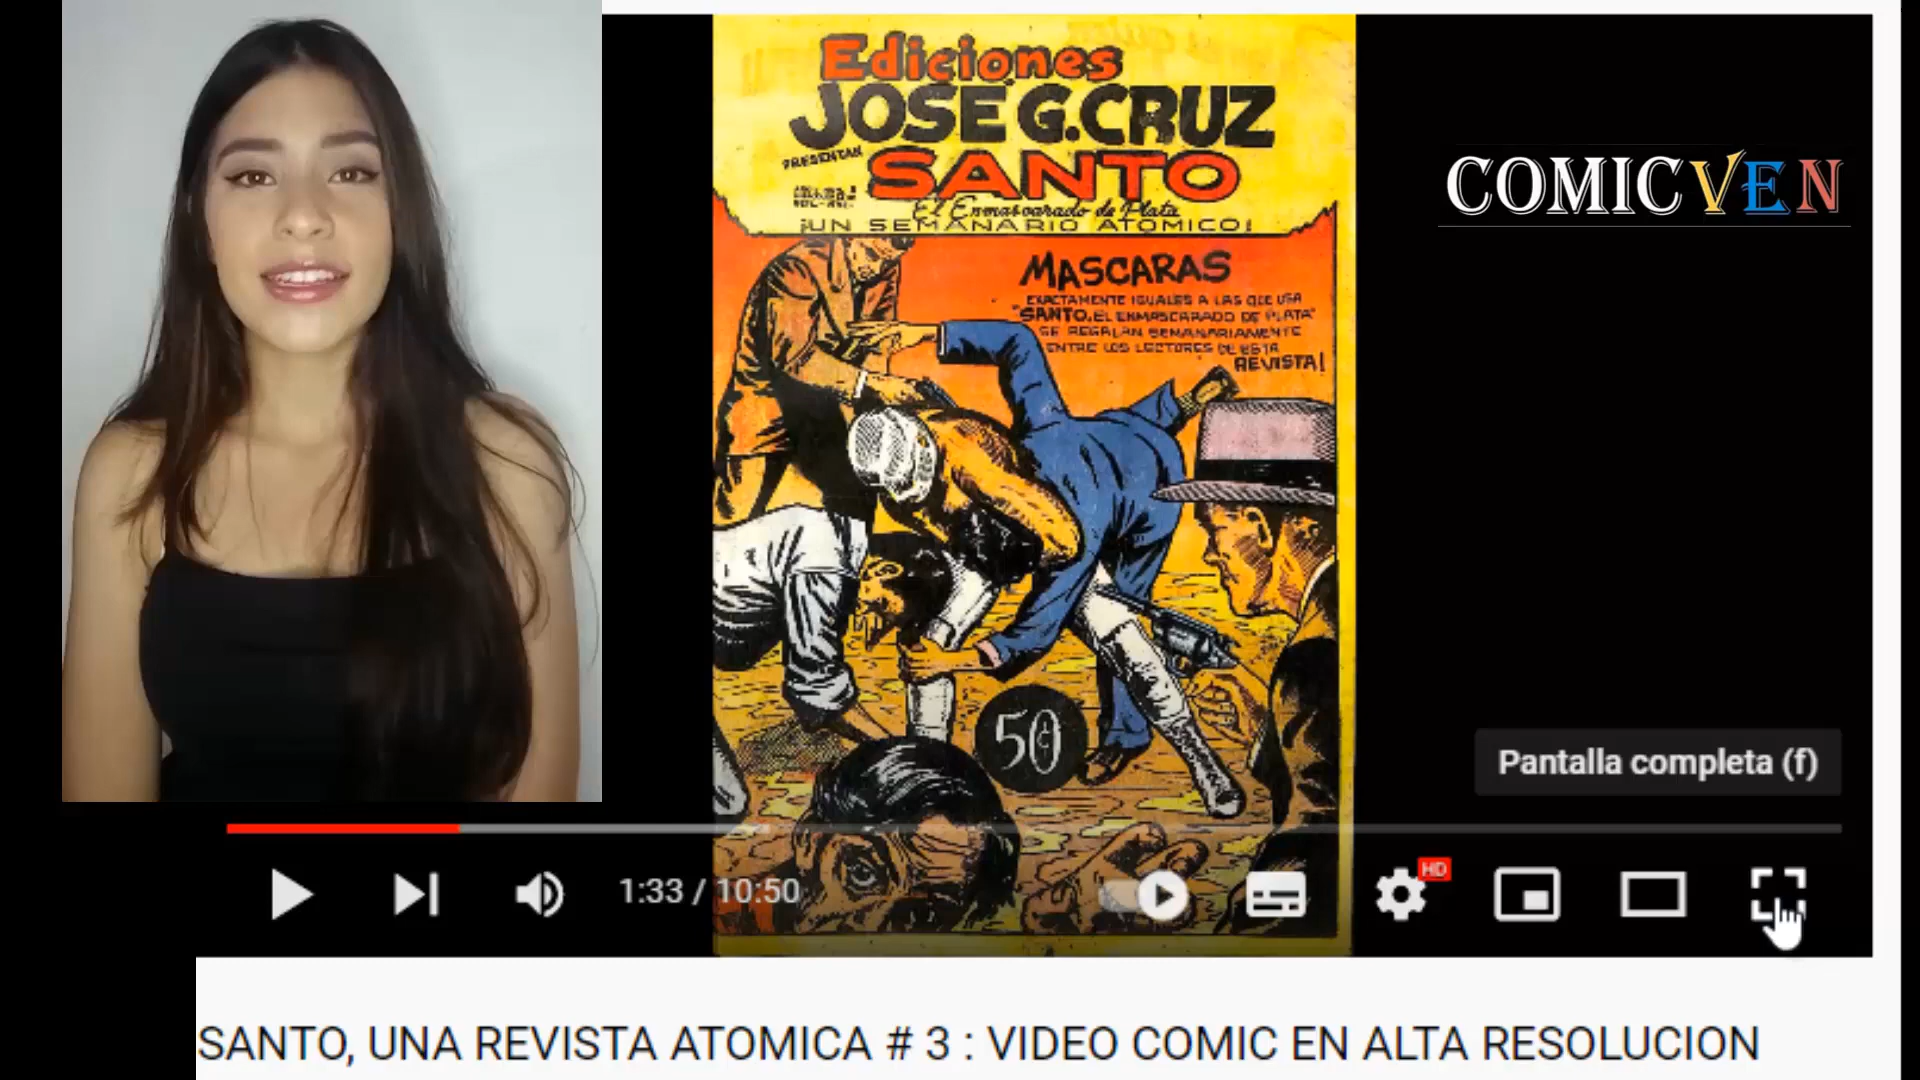 Ediciones
JOSE G. CRUZ
PRESENTAN
SANTO
El Enmascarado de Plata
¡UN SEMANARIO ATOMICO!
MASCARAS
EXACTAMENTE IGUALES A LAS QUE USA
"SANTO, EL ENMASCARADO DE PLATA"
SE REGALAN SEMANARIAMENTE
ENTRE LOS LECTORES DE ESTA
REVISTA!
50¢
COMICVEN
Pantalla completa (f)
1:33 / 10:50
HD
SANTO, UNA REVISTA ATOMICA # 3 : VIDEO COMIC EN ALTA RESOLUCION